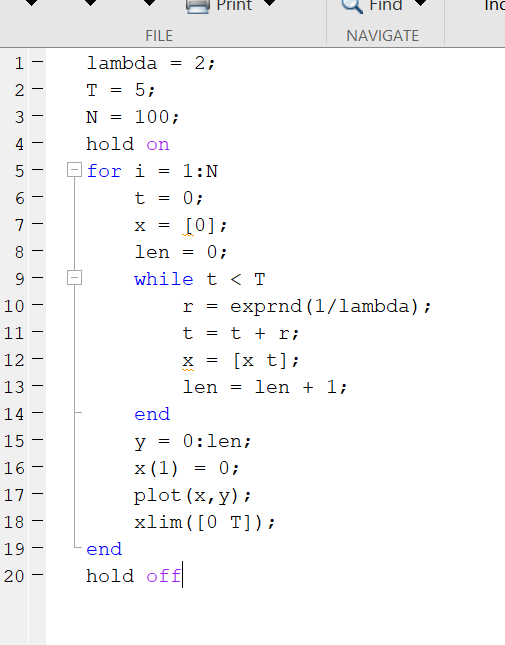 Print Find
FILE NAVIGATE
1 lambda = 2;
2 T = 5;
3 N = 100;
4 hold on
5 for i = 1:N
6 t = 0;
7 x = [0];
8 len = 0;
9 while t < T
10 r = exprnd(1/lambda);
11 t = t + r;
12 x = [x t];
13 len = len + 1;
14 end
15 y = 0:len;
16 x(1) = 0;
17 plot(x,y);
18 xlim([0 T]);
19 end
20 hold off